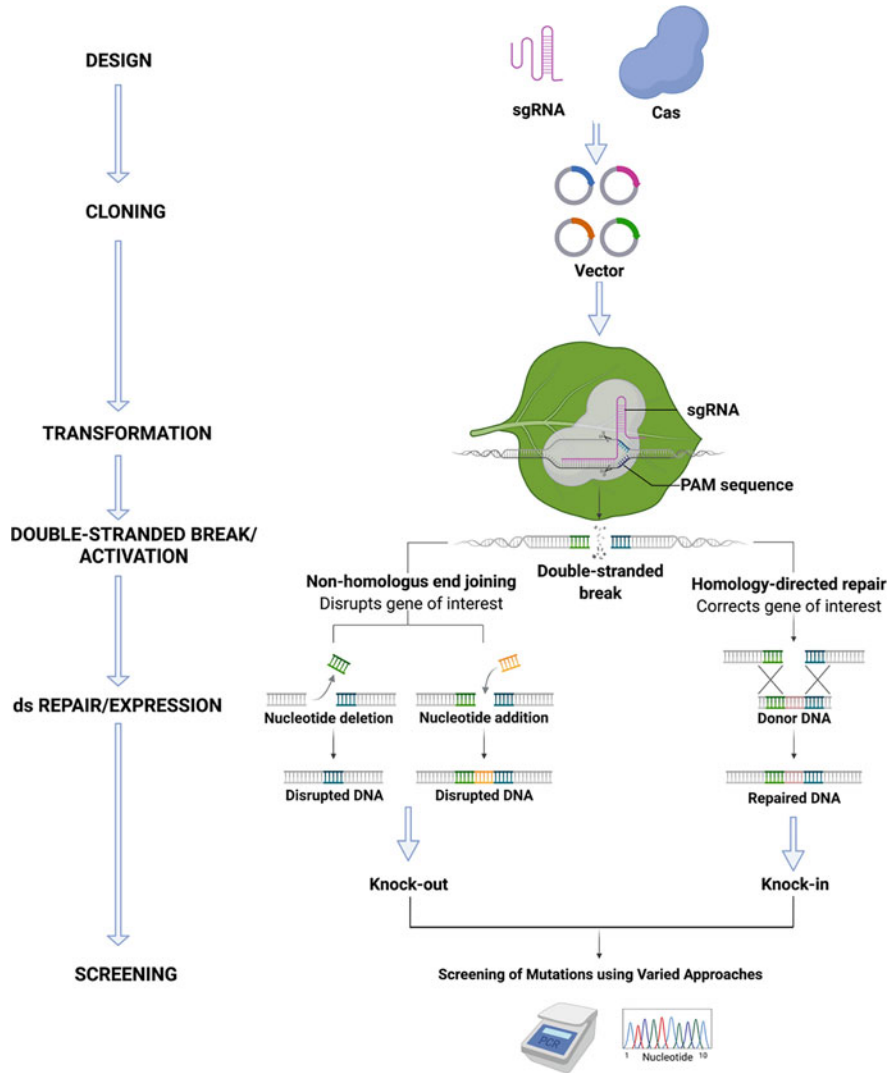 DESIGN
CLONING
TRANSFORMATION
DOUBLE-STRANDED BREAK/
ACTIVATION
ds REPAIR/EXPRESSION
SCREENING
sgRNA
Cas
Vector
sgRNA
PAM sequence
Double-stranded
break
Non-homologus end joining
Disrupts gene of interest
Homology-directed repair
Corrects gene of interest
Nucleotide deletion
Nucleotide addition
Donor DNA
Disrupted DNA
Disrupted DNA
Repaired DNA
Knock-out
Knock-in
Screening of Mutations using Varied Approaches
PCR
1
Nucleotide
10